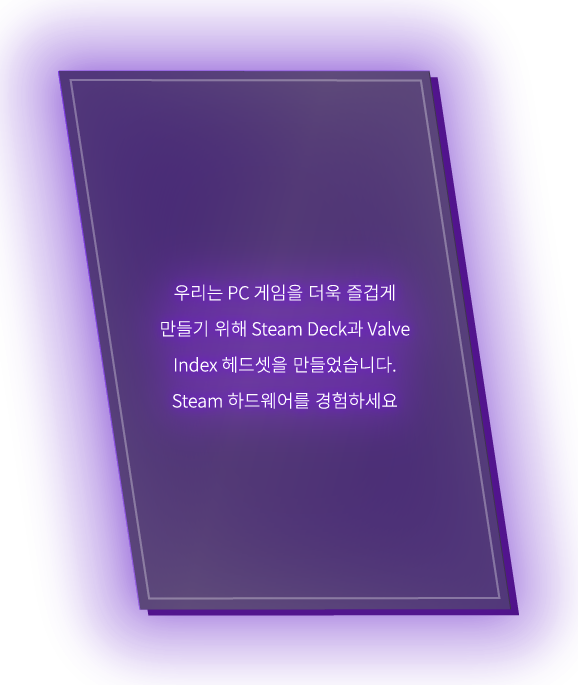 우리는 PC 게임을 더욱 즐겁게
만들기 위해 Steam Deck과 Valve
Index 헤드셋을 만들었습니다.
Steam 하드웨어를 경험하세요